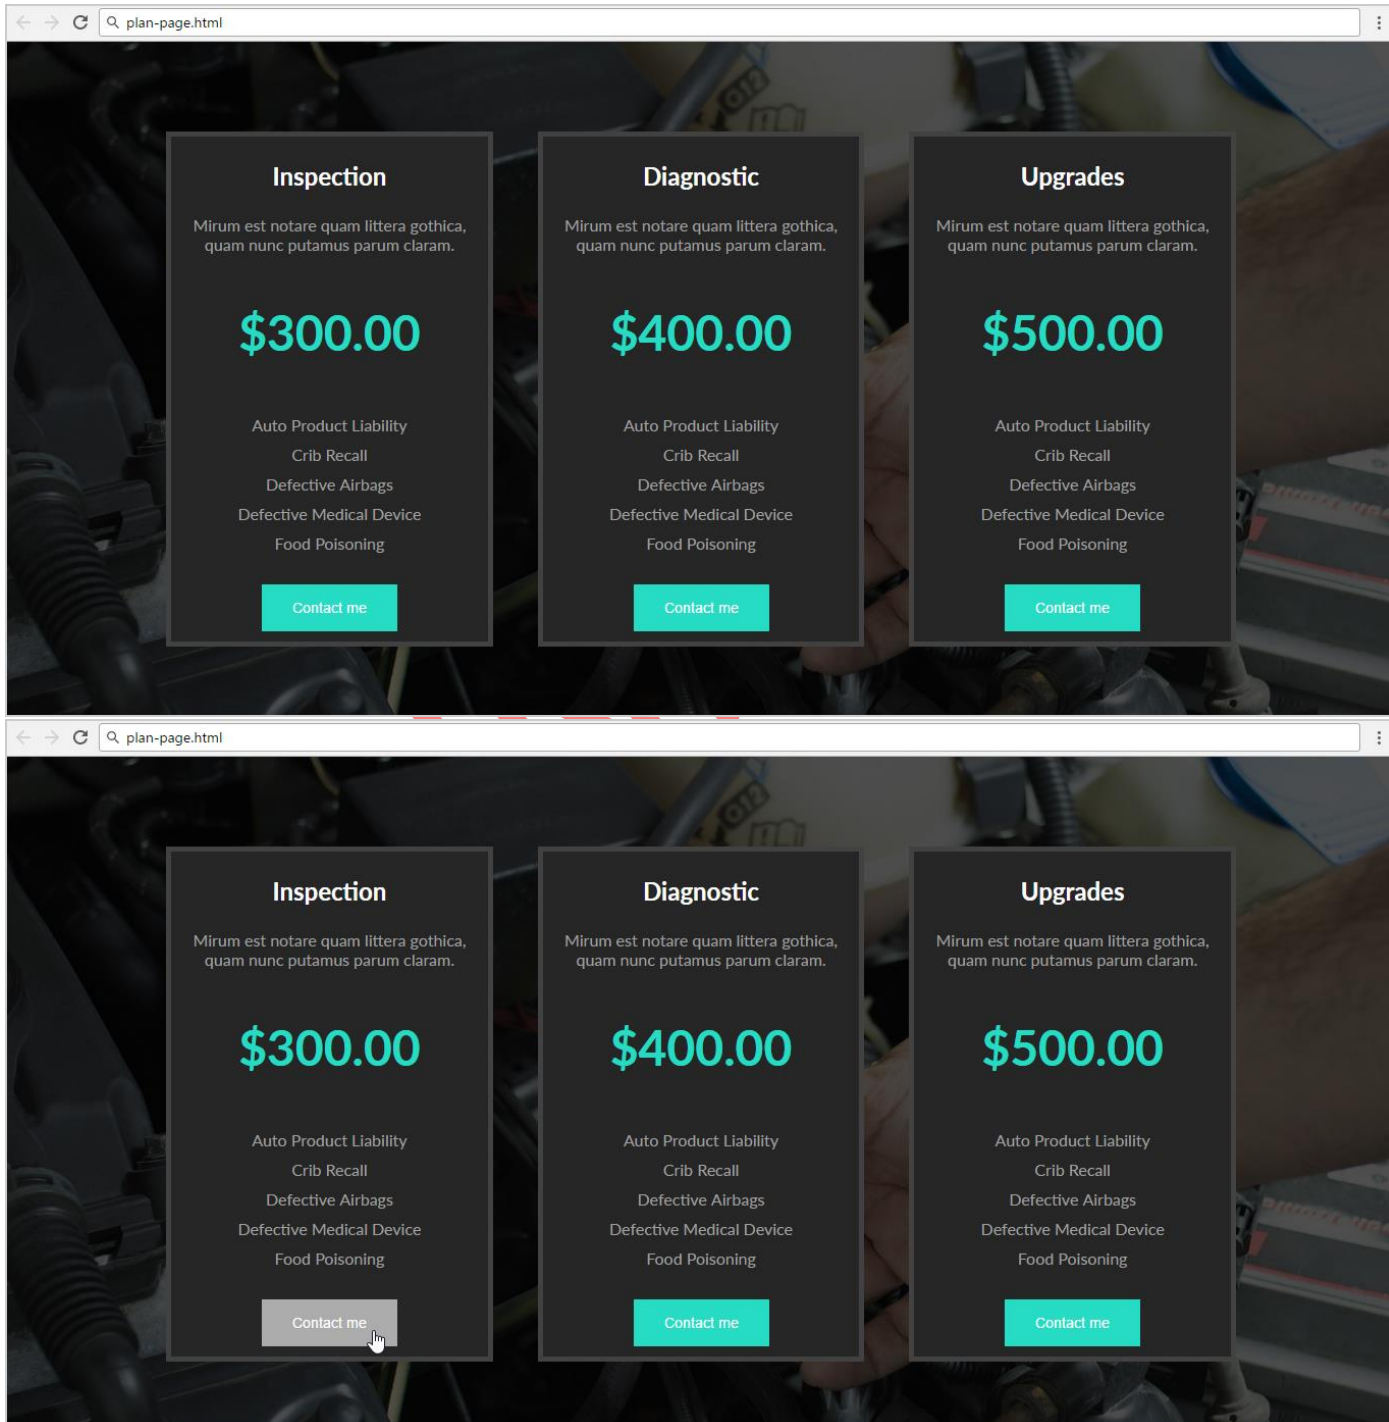 plan-page.html
Inspection
Mirum est notare quam littera gothica,
quam nunc putamus parum claram.
$300.00
Auto Product Liability
Crib Recall
Defective Airbags
Defective Medical Device
Food Poisoning
Contact me
Diagnostic
Mirum est notare quam littera gothica,
quam nunc putamus parum claram.
$400.00
Auto Product Liability
Crib Recall
Defective Airbags
Defective Medical Device
Food Poisoning
Contact me
Upgrades
Mirum est notare quam littera gothica,
quam nunc putamus parum claram.
$500.00
Auto Product Liability
Crib Recall
Defective Airbags
Defective Medical Device
Food Poisoning
Contact me
plan-page.html
Inspection
Mirum est notare quam littera gothica,
quam nunc putamus parum claram.
$300.00
Auto Product Liability
Crib Recall
Defective Airbags
Defective Medical Device
Food Poisoning
Contact me
Diagnostic
Mirum est notare quam littera gothica,
quam nunc putamus parum claram.
$400.00
Auto Product Liability
Crib Recall
Defective Airbags
Defective Medical Device
Food Poisoning
Contact me
Upgrades
Mirum est notare quam littera gothica,
quam nunc putamus parum claram.
$500.00
Auto Product Liability
Crib Recall
Defective Airbags
Defective Medical Device
Food Poisoning
Contact me